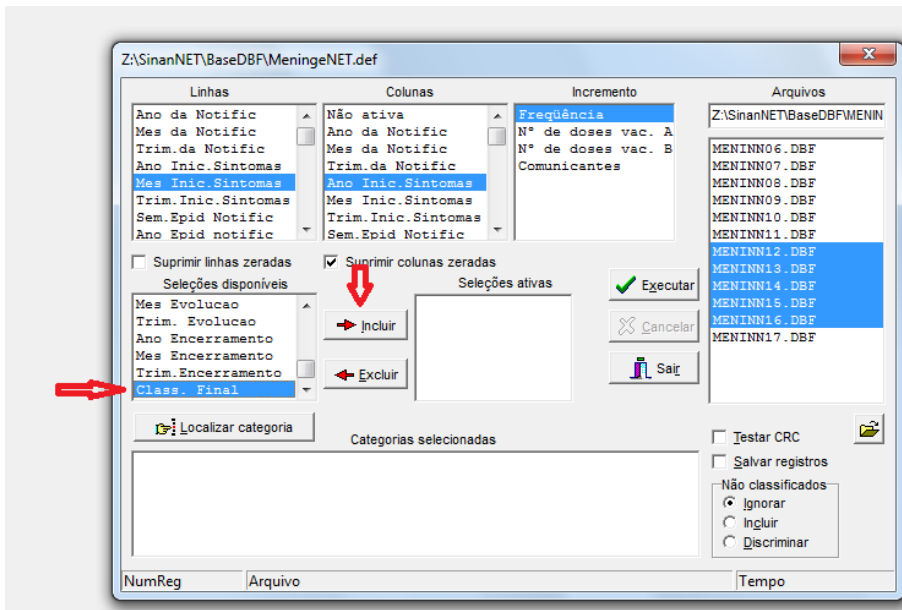 Z:\SinanNET\BaseDBF\MeningeNET.def
Linhas
Ano da Notific
Mes da Notific
Trim.da Notific
Ano Inic.Sintomas
Mes Inic.Sintomas
Trim.Inic.Sintomas
Sem.Epid Notific
Ano Epid notific
Colunas
Não ativa
Ano da Notific
Mes da Notific
Trim.da Notific
Ano Inic.Sintomas
Mes Inic.Sintomas
Trim.Inic.Sintomas
Sem.Epid Notific
Incremento
Freqüência
N° de doses vac. A
N° de doses vac. B
Comunicantes
Arquivos
Z:\SinanNET\BaseDBF\MENIN
MENINN06.DBF
MENINN07.DBF
MENINN08.DBF
MENINN09.DBF
MENINN10.DBF
MENINN11.DBF
MENINN12.DBF
MENINN13.DBF
MENINN14.DBF
MENINN15.DBF
MENINN16.DBF
MENINN17.DBF
Suprimir linhas zeradas
Suprimir colunas zeradas
Seleções disponíveis
Mes Evolucao
Trim. Evolucao
Ano Encerramento
Mes Encerramento
Trim.Encerramento
Class. Final
Incluir
Excluir
Seleções ativas
Executar
Cancelar
Sair
Localizar categoria
Categorias selecionadas
Testar CRC
Salvar registros
Não classificados
Ignorar
Incluir
Discriminar
NumReg
Arquivo
Tempo